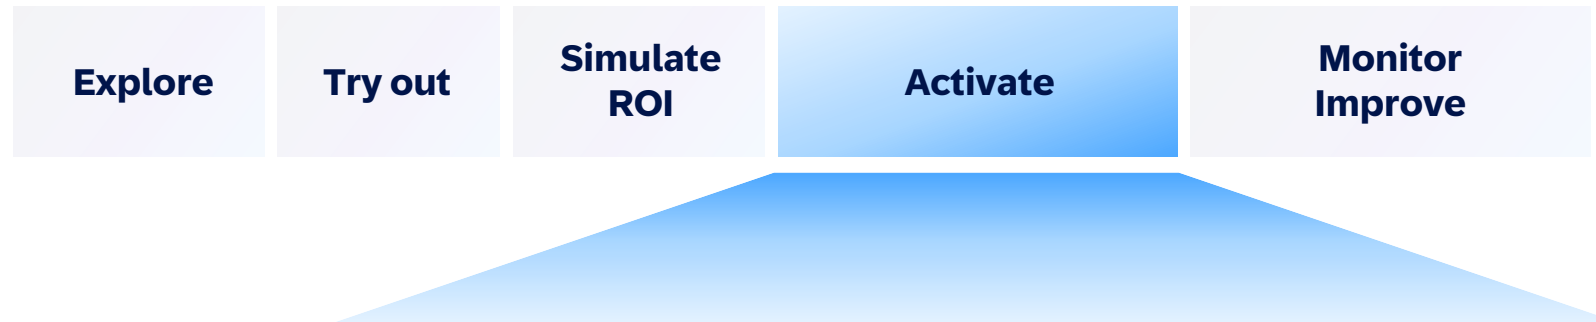 Explore
Try out
Simulate
ROI
Activate
Monitor
Improve